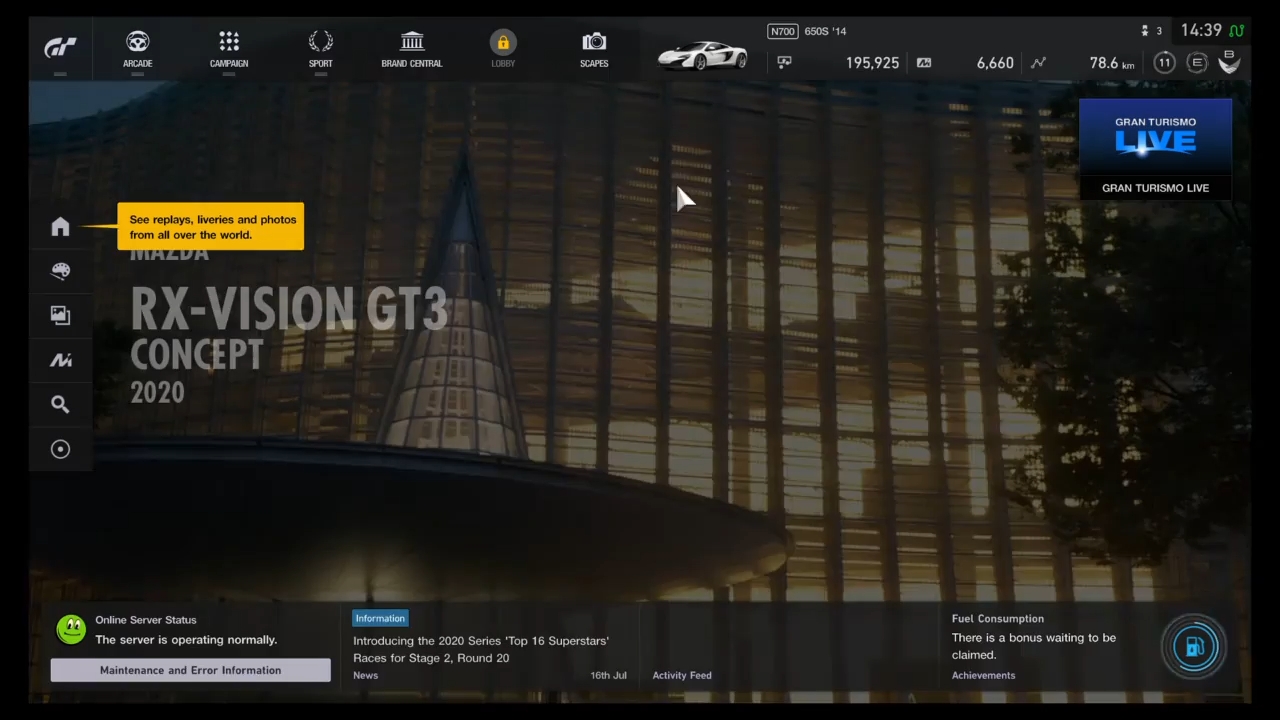 ARCADE
CAMPAIGN
SPORT
BRAND CENTRAL
LOBBY
SCAPES
N700 650S '14
3
14:39
195,925
6,660
78.6 km
11
E
B
GRAN TURISMO
LIVE
GRAN TURISMO LIVE
See replays, liveries and photos
from all over the world.
MAZDA
RX-VISION GT3
CONCEPT
2020
Online Server Status
The server is operating normally.
Maintenance and Error Information
Information
Introducing the 2020 Series 'Top 16 Superstars'
Races for Stage 2, Round 20
News 16th Jul
Activity Feed
Fuel Consumption
There is a bonus waiting to be
claimed.
Achievements